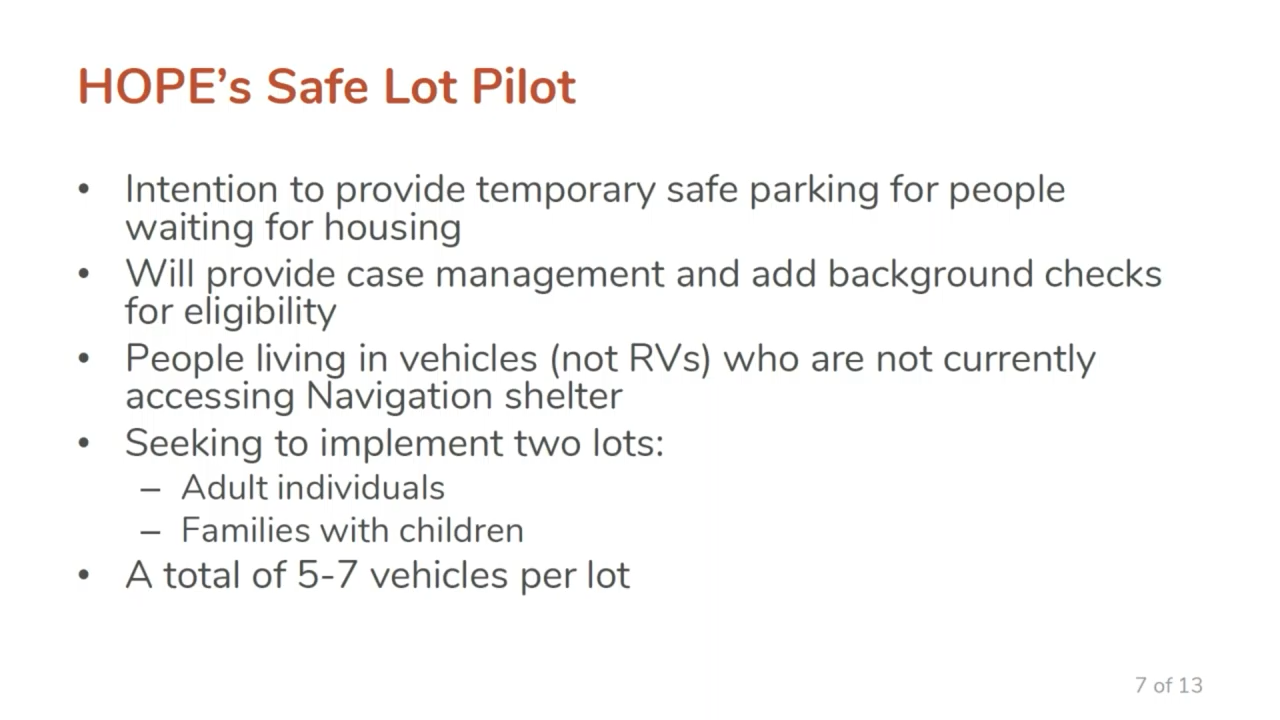 HOPE’s Safe Lot Pilot
• Intention to provide temporary safe parking for people
waiting for housing
• Will provide case management and add background checks
for eligibility
• People living in vehicles (not RVs) who are not currently
accessing Navigation shelter
• Seeking to implement two lots:
– Adult individuals
– Families with children
• A total of 5-7 vehicles per lot
7 of 13